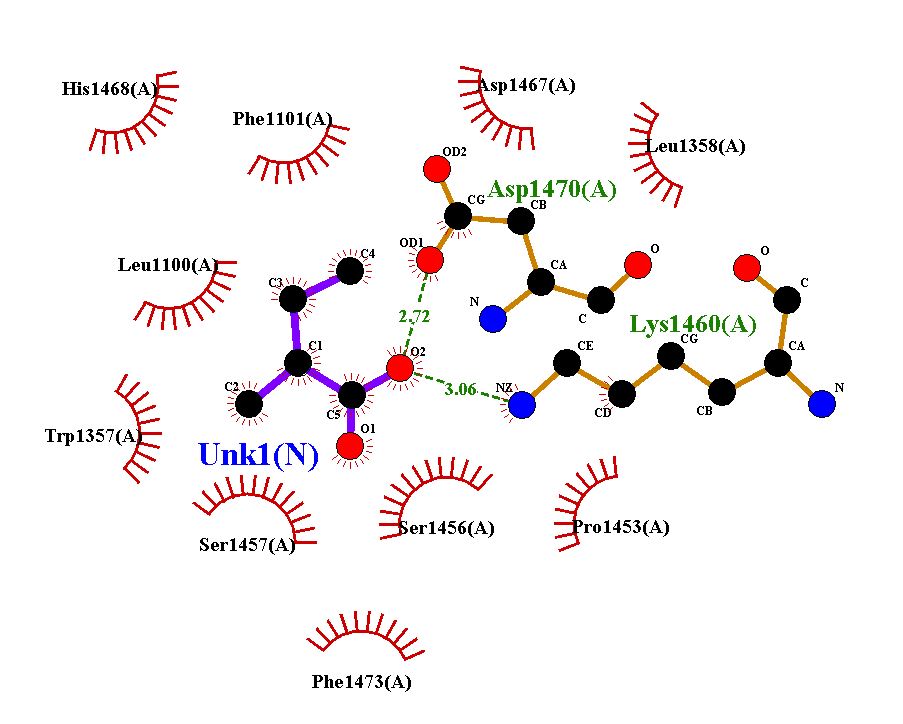 Asp1467(A)
His1468(A)
Phe1101(A)
Leu1358(A)
OD2
Asp1470(A)
CG
CB
OD1
C4
O
O
Leu1100(A)
CA
C3
C
N
C
2.72
Lys1460(A)
CG
C1
CE
O2
CA
C2
NZ
3.06
N
CD
CB
C5
O1
Trp1357(A)
Unk1(N)
Ser1456(A)
Pro1453(A)
Ser1457(A)
Phe1473(A)